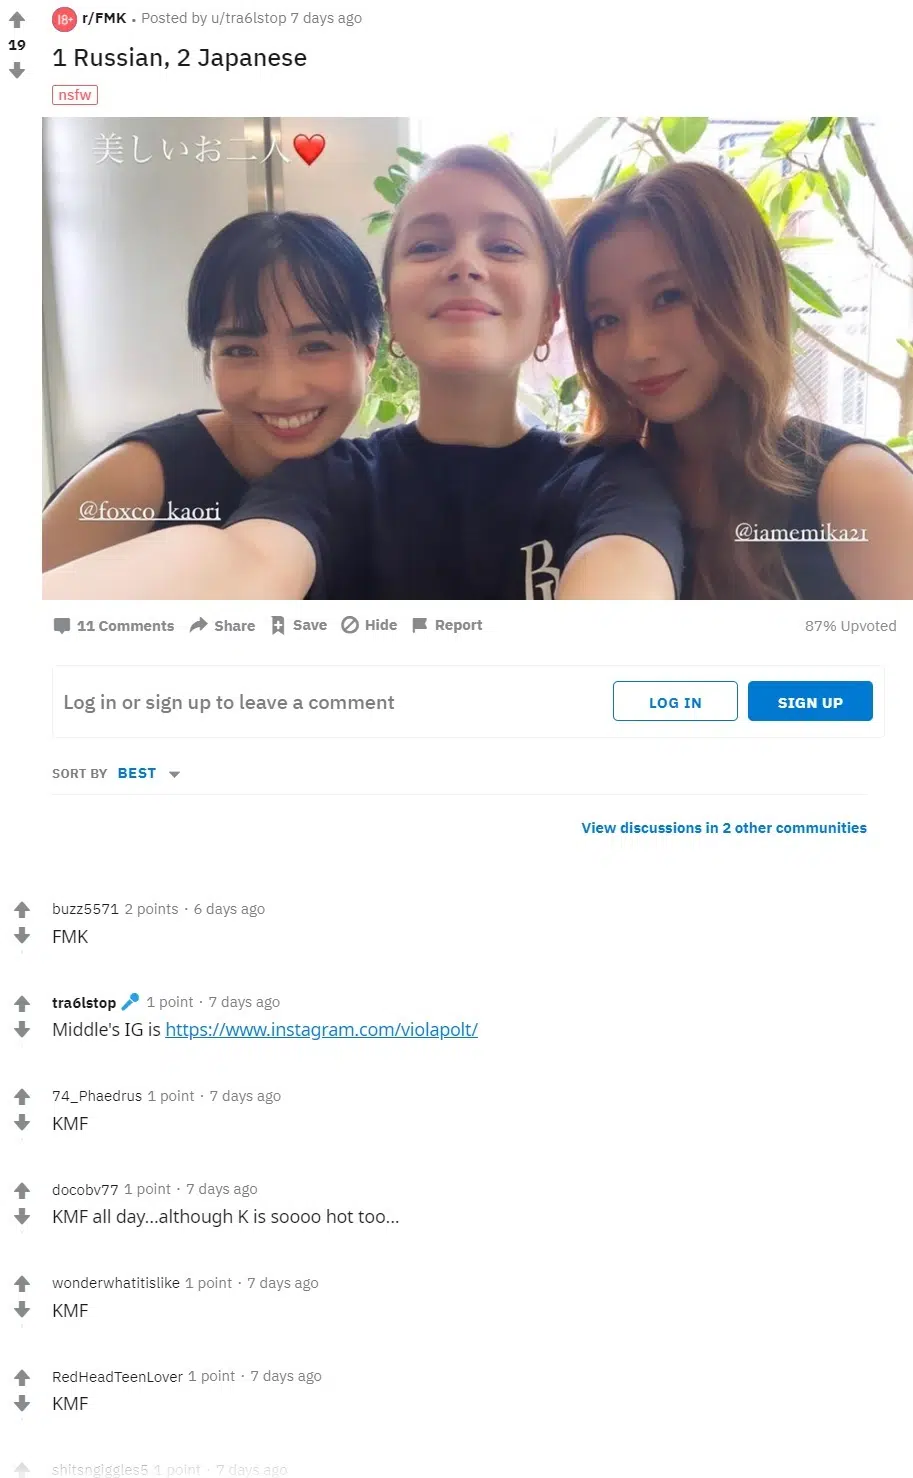 19
18+
r/FMK • Posted by u/tra6lstop 7 days ago
1 Russian, 2 Japanese
nsfw
美しいお二人❤️
@foxco_kaori
@iamemika21
B
11 Comments Share Save Hide Report 87% Upvoted
Log in or sign up to leave a comment LOG IN SIGN UP
SORT BY BEST
View discussions in 2 other communities
buzz5571 2 points · 6 days ago
FMK
tra6lstop 🎤 1 point · 7 days ago
Middle's IG is https://www.instagram.com/violapolt/
74_Phaedrus 1 point · 7 days ago
KMF
docobv77 1 point · 7 days ago
KMF all day...although K is soooo hot too...
wonderwhatitislike 1 point · 7 days ago
KMF
RedHeadTeenLover 1 point · 7 days ago
KMF
shitsngiggles5 1 point · 7 days ago